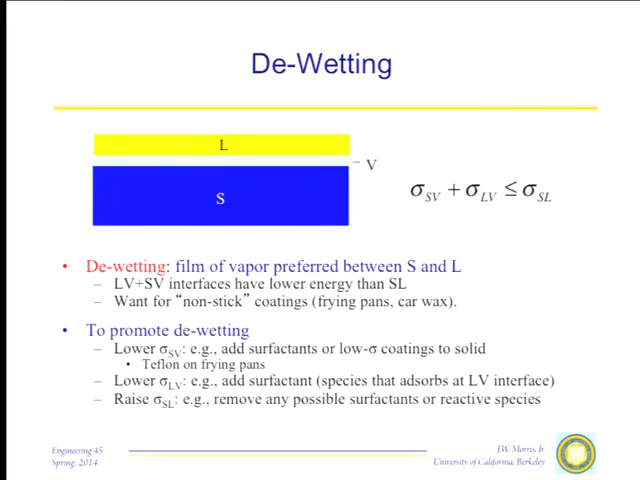 De-Wetting
L
V
S
σSV + σLV ≤ σSL
• De-wetting: film of vapor preferred between S and L
– LV+SV interfaces have lower energy than SL
– Want for “non-stick” coatings (frying pans, car wax).
• To promote de-wetting
– Lower σSV: e.g., add surfactants or low-σ coatings to solid
• Teflon on frying pans
– Lower σLV: e.g., add surfactant (species that adsorbs at LV interface)
– Raise σSL: e.g., remove any possible surfactants or reactive species
Engineering 45
Spring, 2014
J.W. Morris, Jr.
University of California, Berkeley